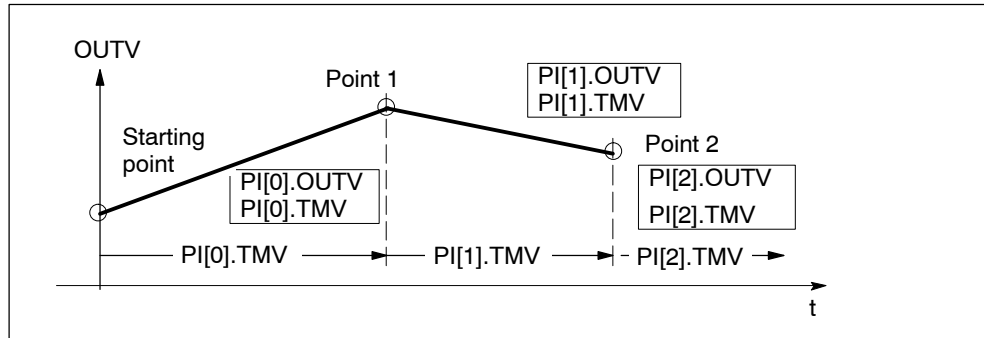 OUTV
Point 1
PI[1].OUTV
PI[1].TMV
Starting
point
Point 2
PI[0].OUTV
PI[0].TMV
PI[2].OUTV
PI[2].TMV
PI[0].TMV
PI[1].TMV
PI[2].TMV
t